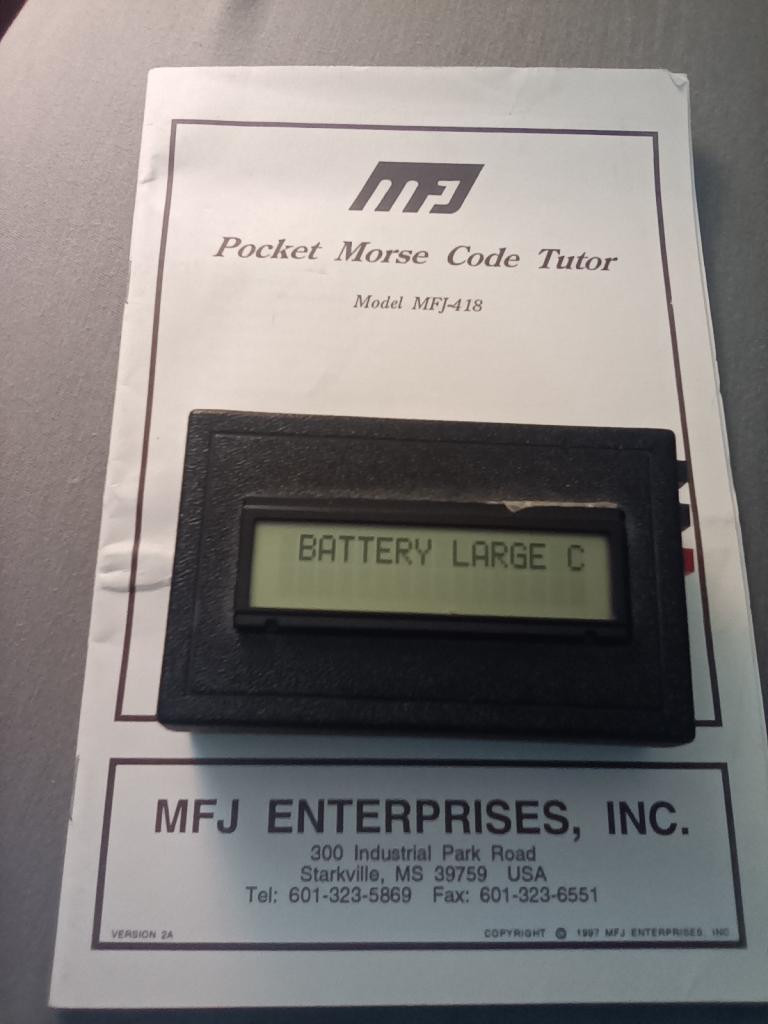 MFJ
Pocket Morse Code Tutor
Model MFJ-418
BATTERY LARGE C
MFJ ENTERPRISES, INC.
300 Industrial Park Road
Starkville, MS 39759 USA
Tel: 601-323-5869 Fax: 601-323-6551
VERSION 2A COPYRIGHT © 1997 MFJ ENTERPRISES, INC